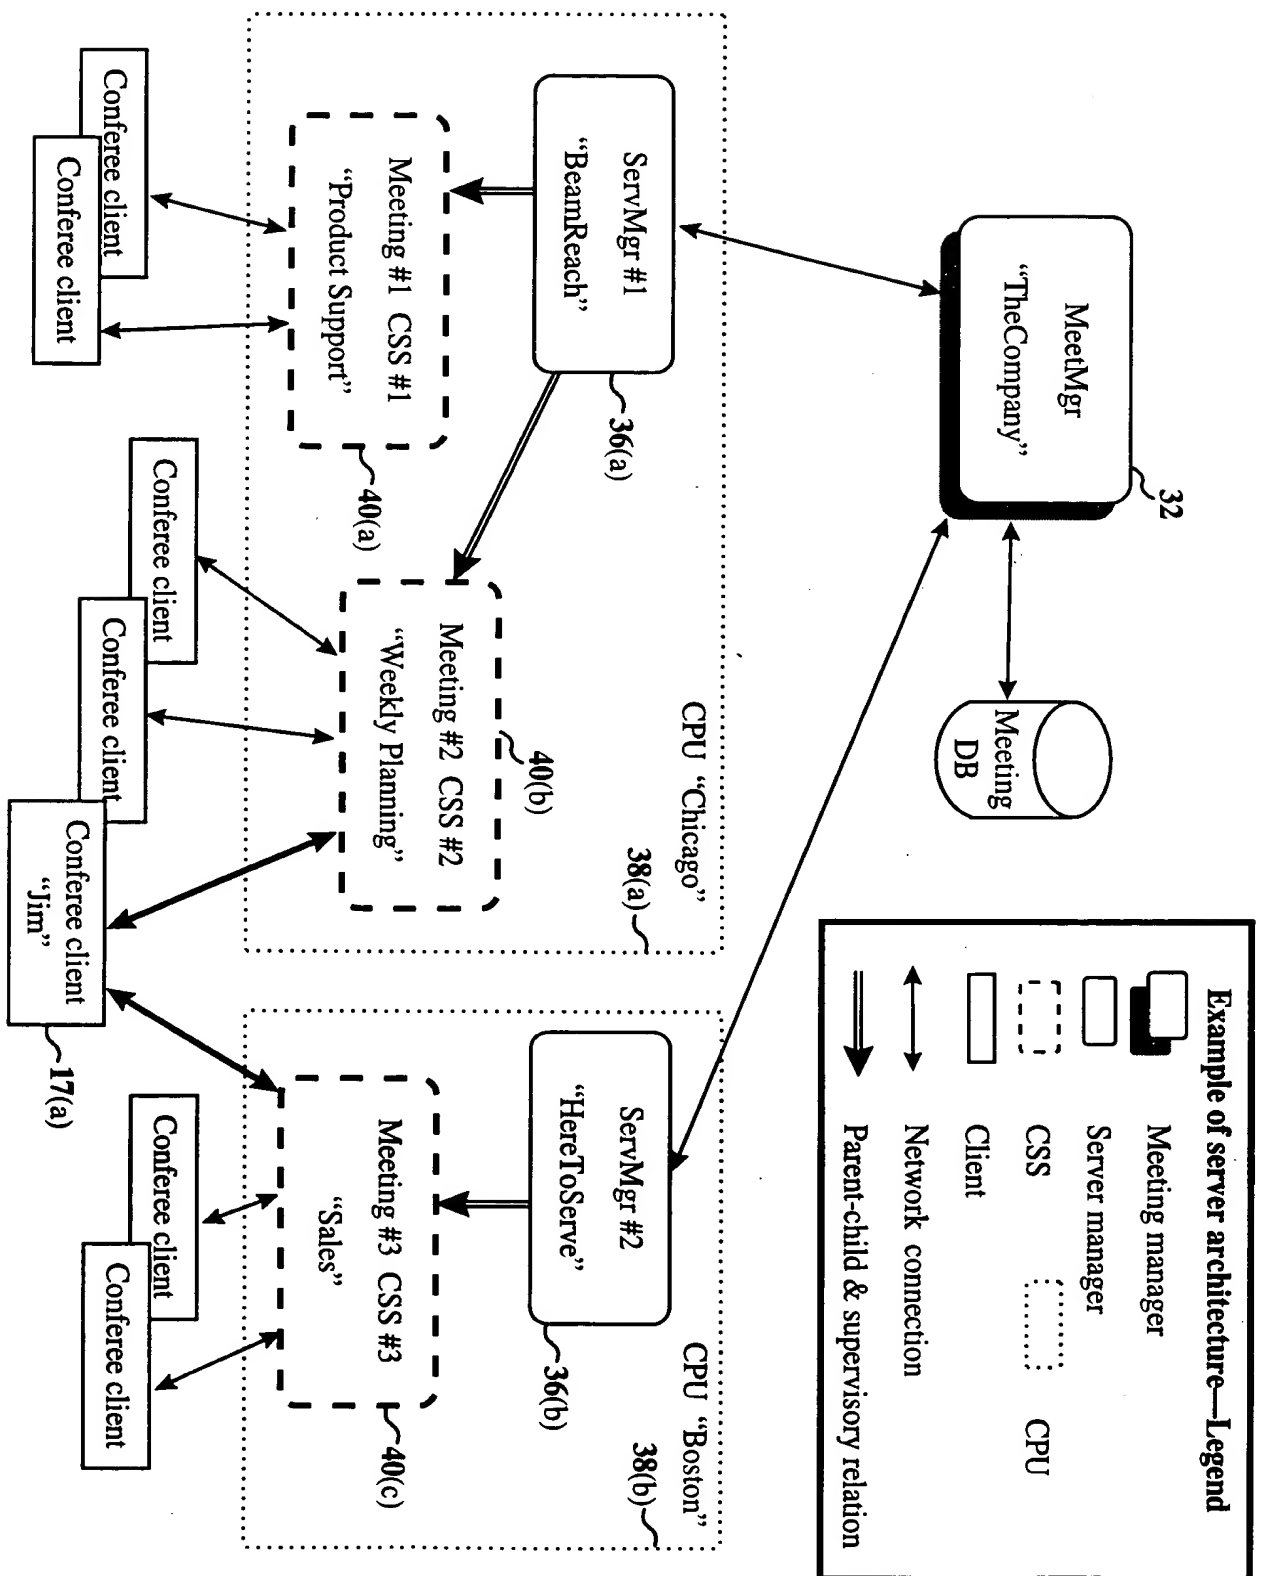 Example of server architecture—Legend
Meeting manager
Server manager
CSS
CPU
Client
Network connection
Parent-child & supervisory relation
MeetMgr
“TheCompany”
32
Meeting
DB
CPU “Chicago”
38(a)
ServMgr #1
“BeamReach”
36(a)
Meeting #1 CSS #1
“Product Support”
40(a)
Meeting #2 CSS #2
“Weekly Planning”
40(b)
CPU “Boston”
38(b)
ServMgr #2
“HereToServe”
36(b)
Meeting #3 CSS #3
“Sales”
40(c)
Conferee client
Conferee client
Conferee client
Conferee client
Conferee client
“Jim”
17(a)
Conferee client
Conferee client